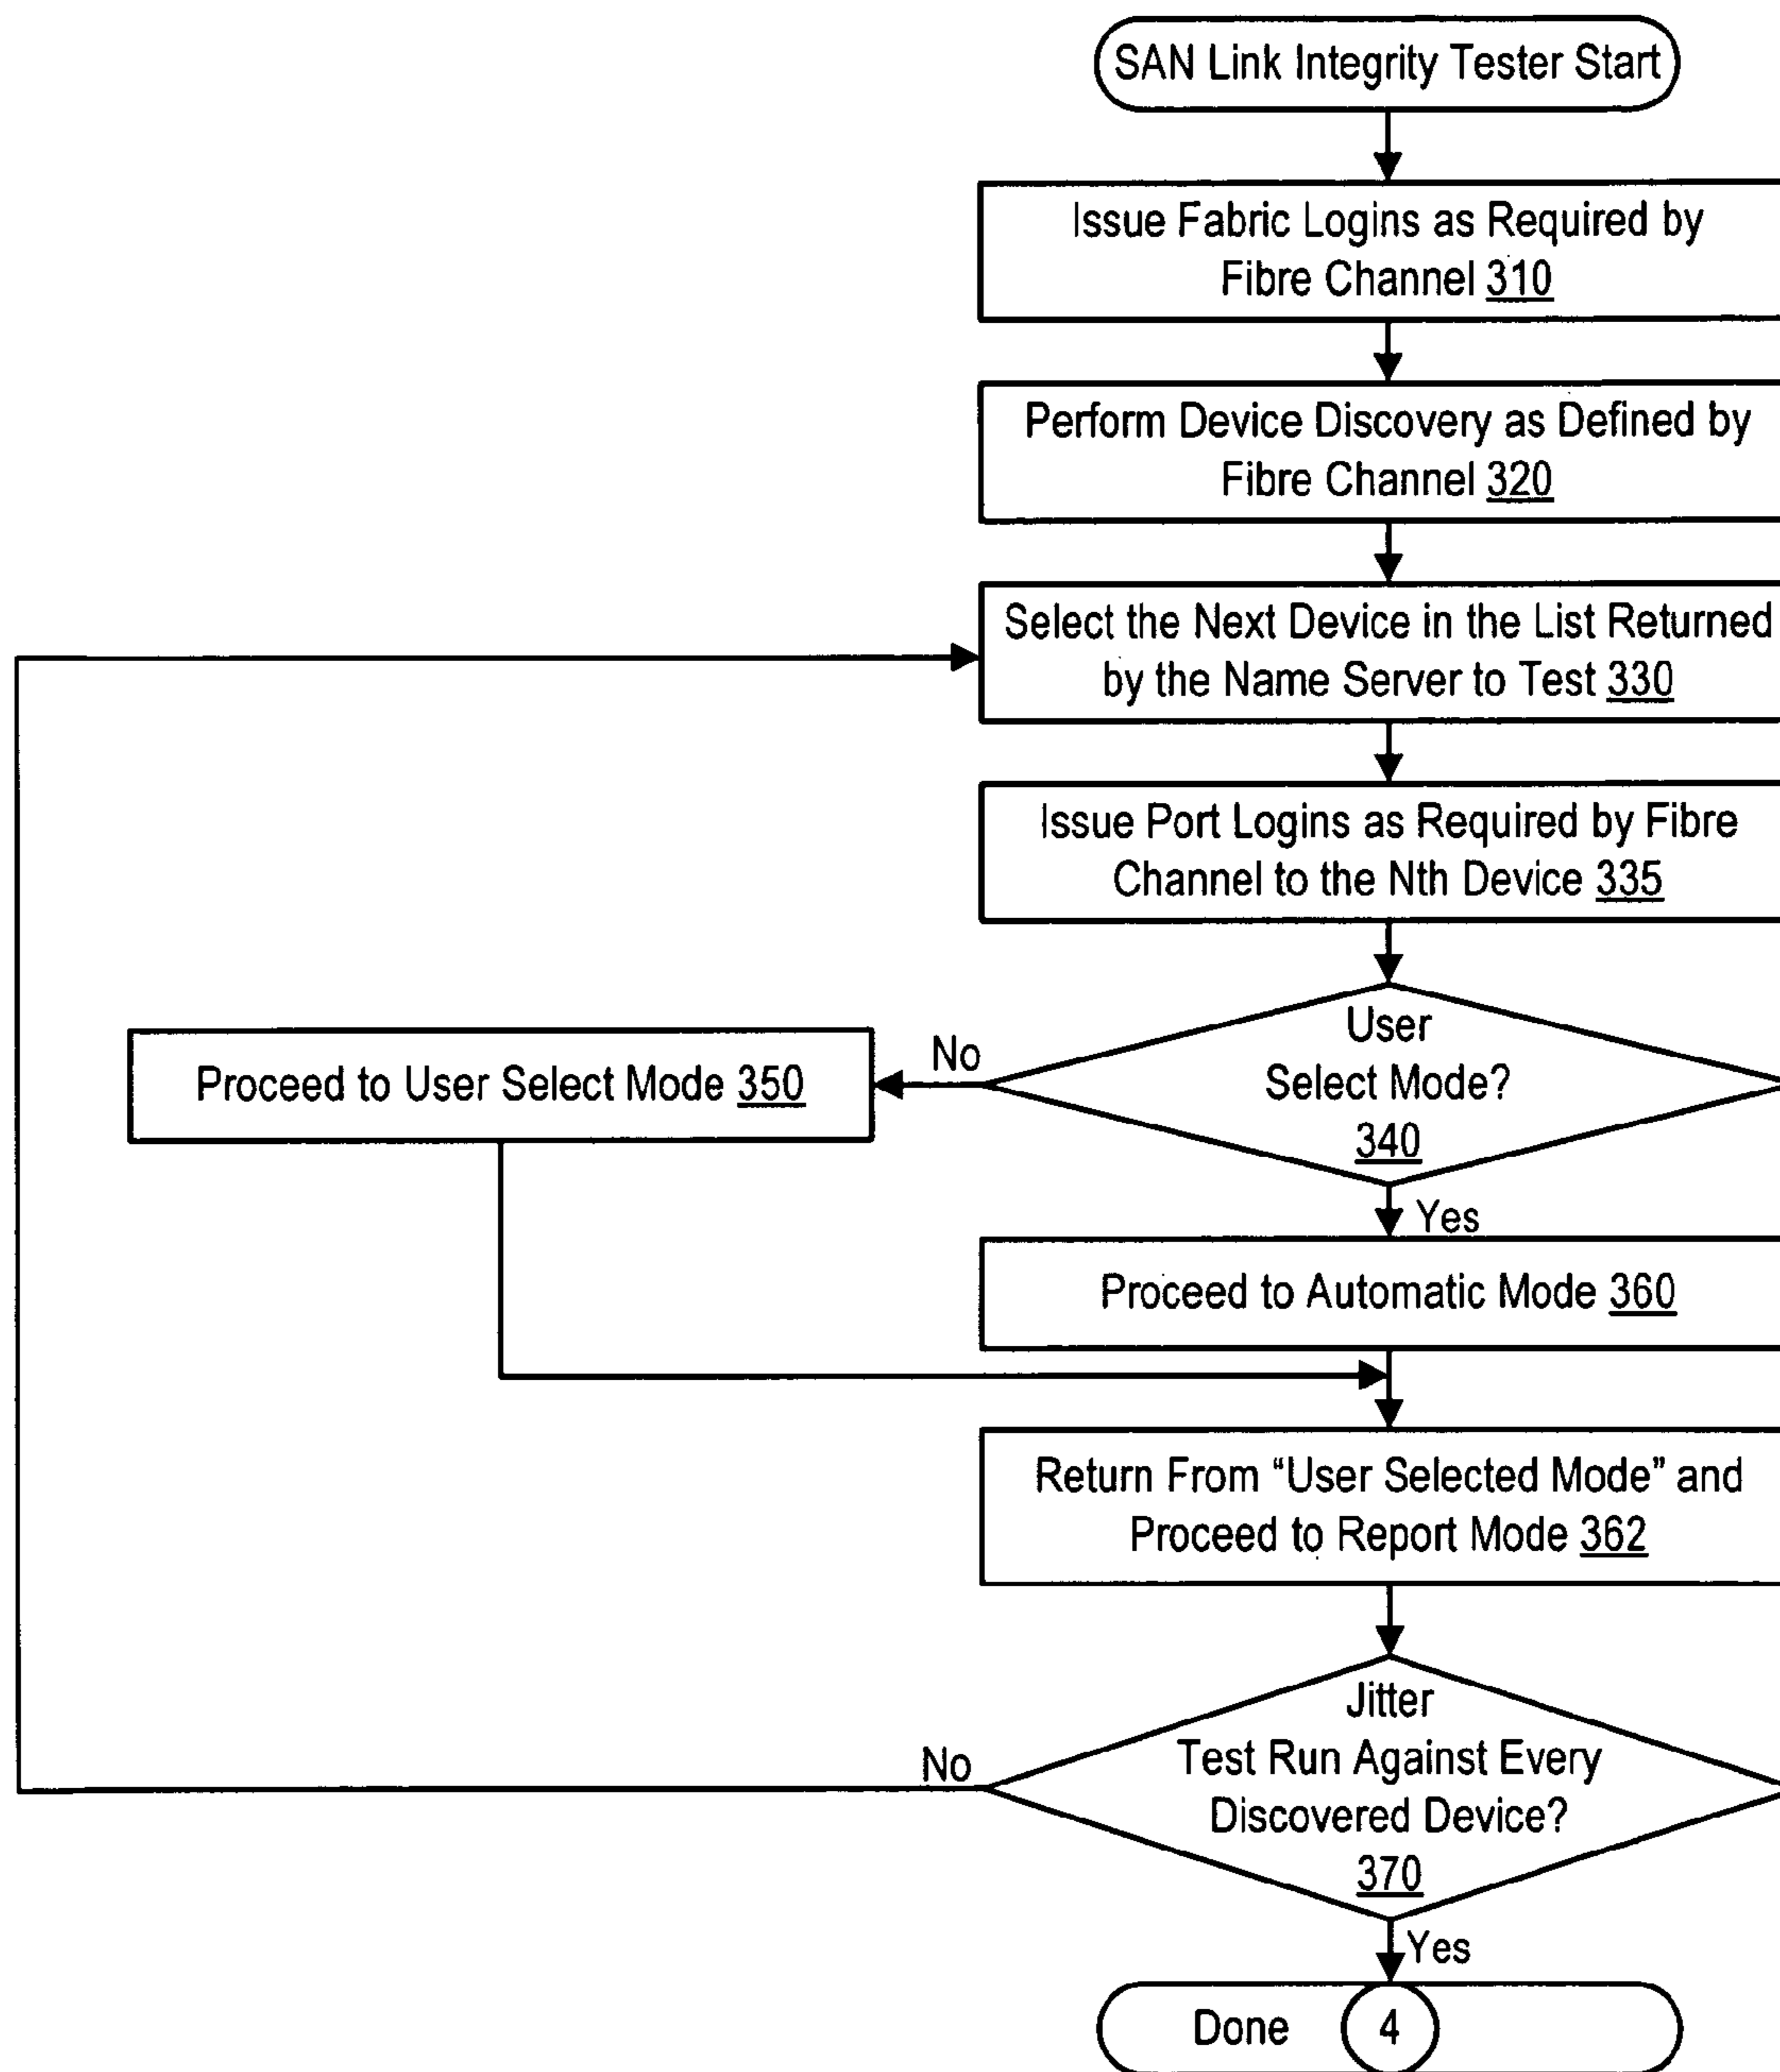 SAN Link Integrity Tester Start
Issue Fabric Logins as Required by
Fibre Channel 310
Perform Device Discovery as Defined by
Fibre Channel 320
Select the Next Device in the List Returned
by the Name Server to Test 330
Issue Port Logins as Required by Fibre
Channel to the Nth Device 335
User
Select Mode?
340
No
Proceed to User Select Mode 350
Yes
Proceed to Automatic Mode 360
Return From “User Selected Mode” and
Proceed to Report Mode 362
Jitter
Test Run Against Every
Discovered Device?
370
No
Yes
Done 4